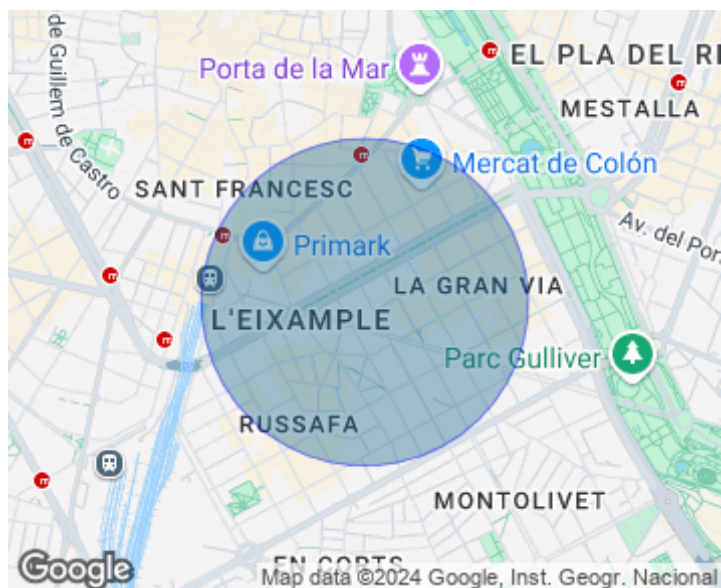 de Guillem de Castro
Porta de la Mar
EL PLA DEL RE
MESTALLA
Mercat de Colón
SANT FRANCESC
Av. del Port
Primark
LA GRAN VIA
L'EIXAMPLE
Parc Gulliver
RUSSAFA
MONTOLIVET
EN CORTS
Google
Map data ©2024 Google, Inst. Geogr. Nacional